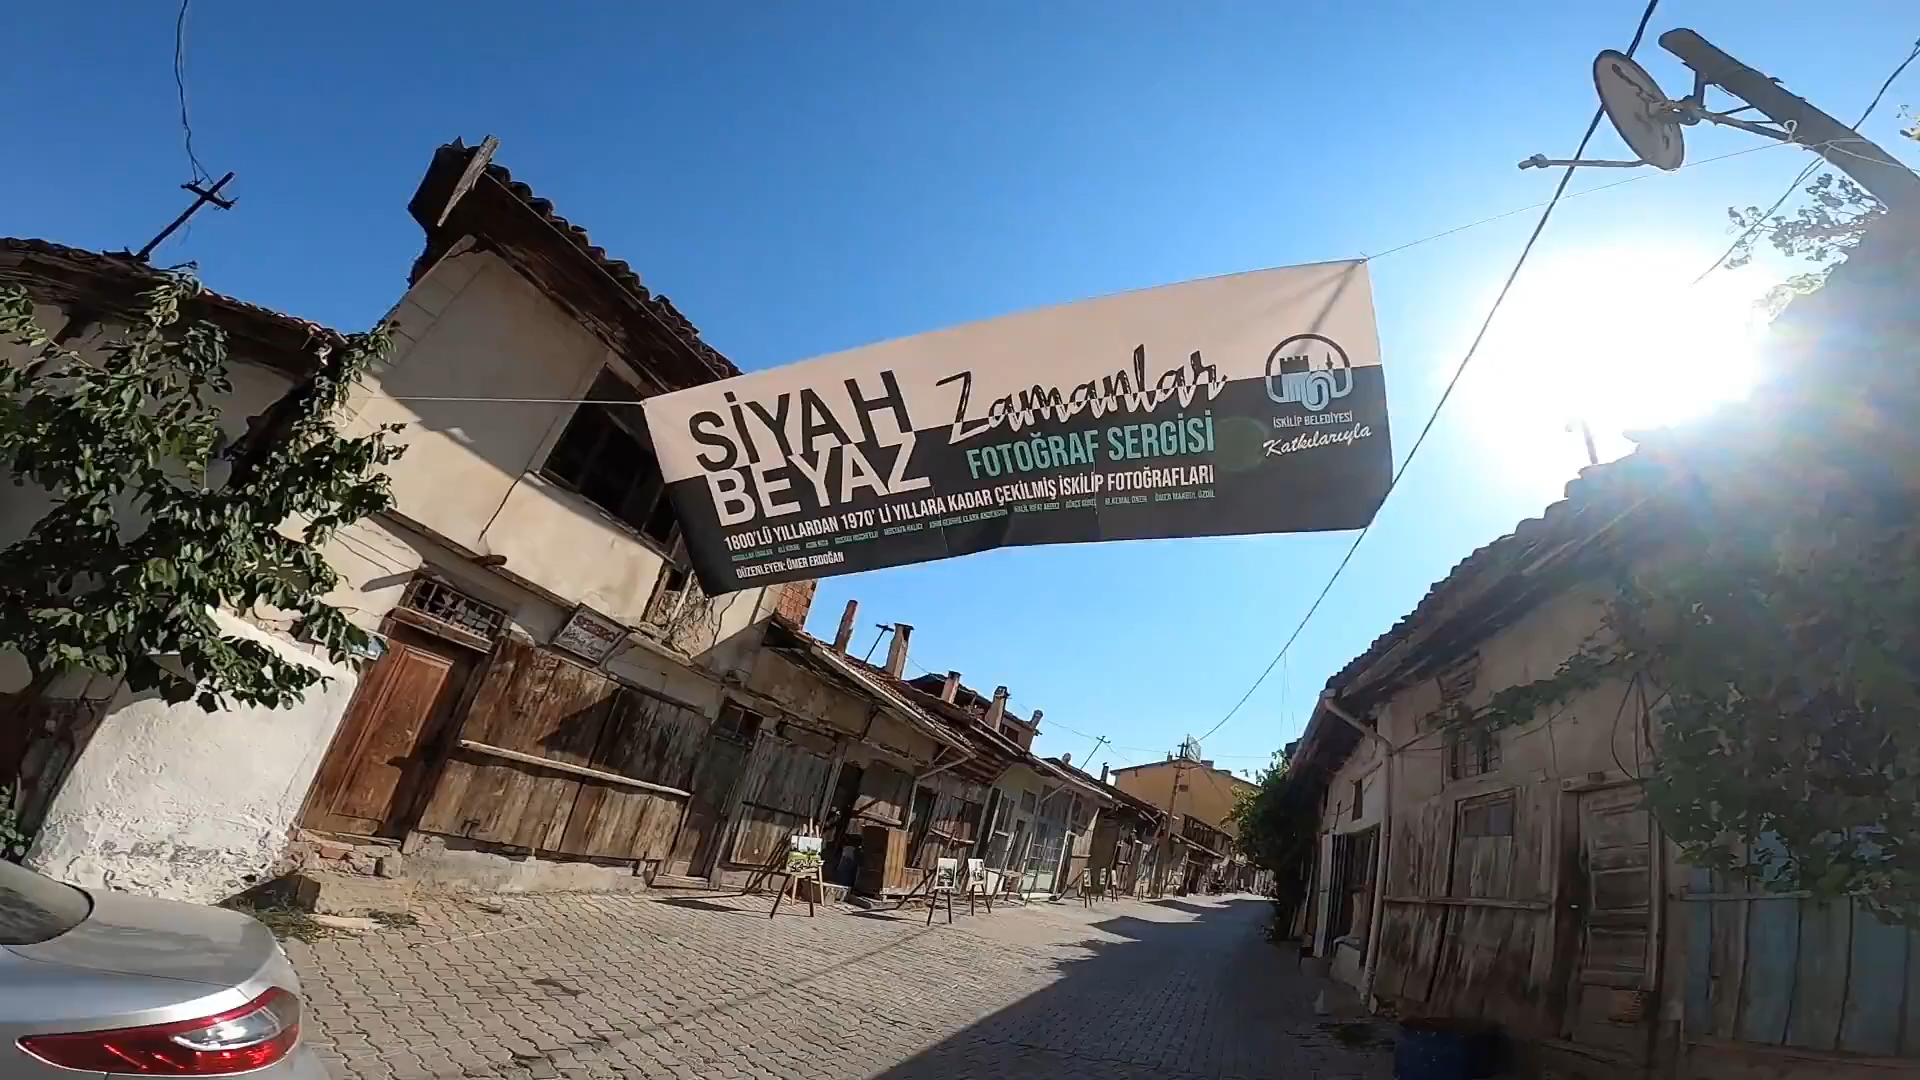 SİYAH
BEYAZ
Zamanlar
FOTOĞRAF SERGİSİ
1800'LÜ YILLARDAN 1970' Lİ YILLARA KADAR ÇEKİLMİŞ İSKİLİP FOTOĞRAFLARI
DÜZENLEYEN: ÖMER ERDOĞAN
İSKİLİP BELEDİYESİ
Katkılarıyla